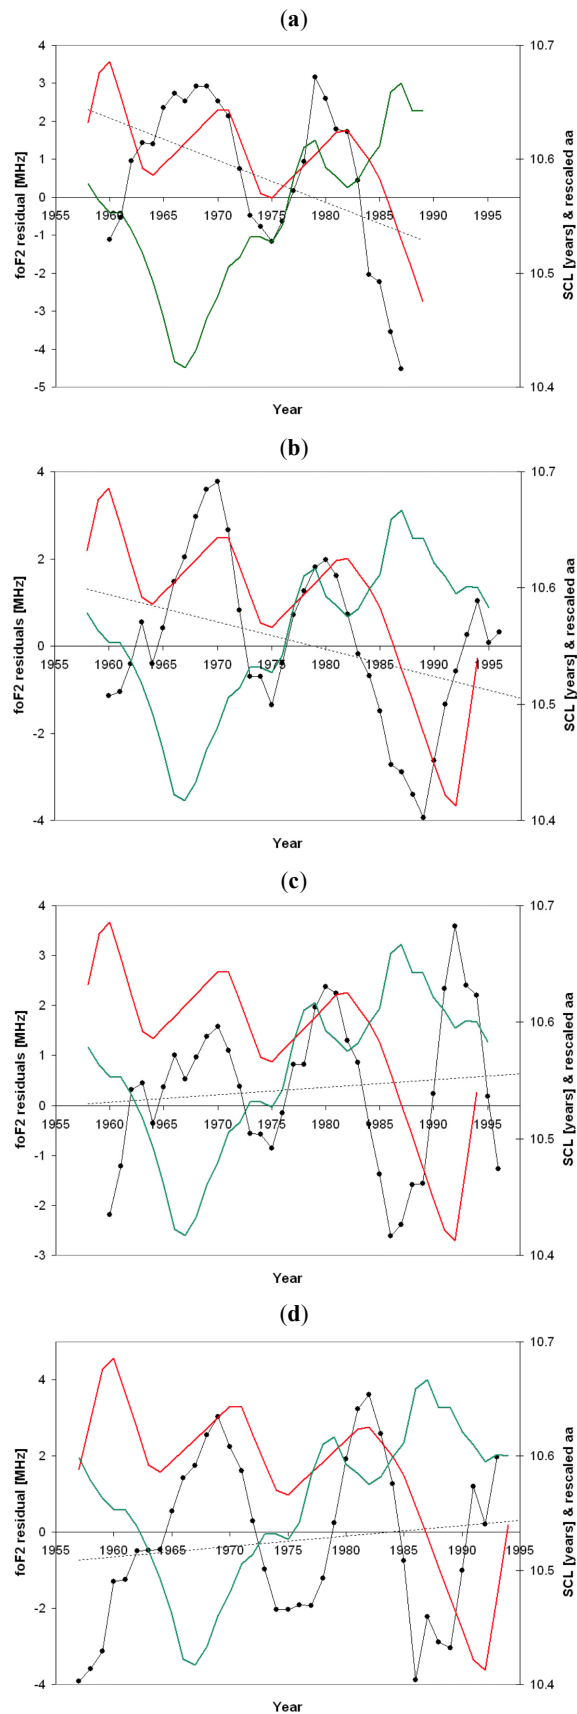 (a)
foF2 residual [MHz]
4
3
2
1
0
-1
-2
-3
-4
-5
1955 1960 1965 1970 1975 1980 1985 1990 1995
10.7
10.6
10.5
10.4
SCL [years] & rescaled aa
Year
(b)
foF2 residuals [MHz]
4
2
0
-2
-4
1955 1960 1965 1970 1975 1980 1985 1990 1995
10.7
10.6
10.5
10.4
SCL [years] & rescaled aa
Year
(c)
foF2 residuals [MHz]
4
3
2
1
0
-1
-2
-3
1955 1960 1965 1970 1975 1980 1985 1990 1995
10.7
10.6
10.5
10.4
SCL [years] & rescaled aa
Year
(d)
foF2 residual [MHz]
4
2
0
-2
-4
1955 1960 1965 1970 1975 1980 1985 1990 1995
10.7
10.6
10.5
10.4
SCL [years] & rescaled aa
Year